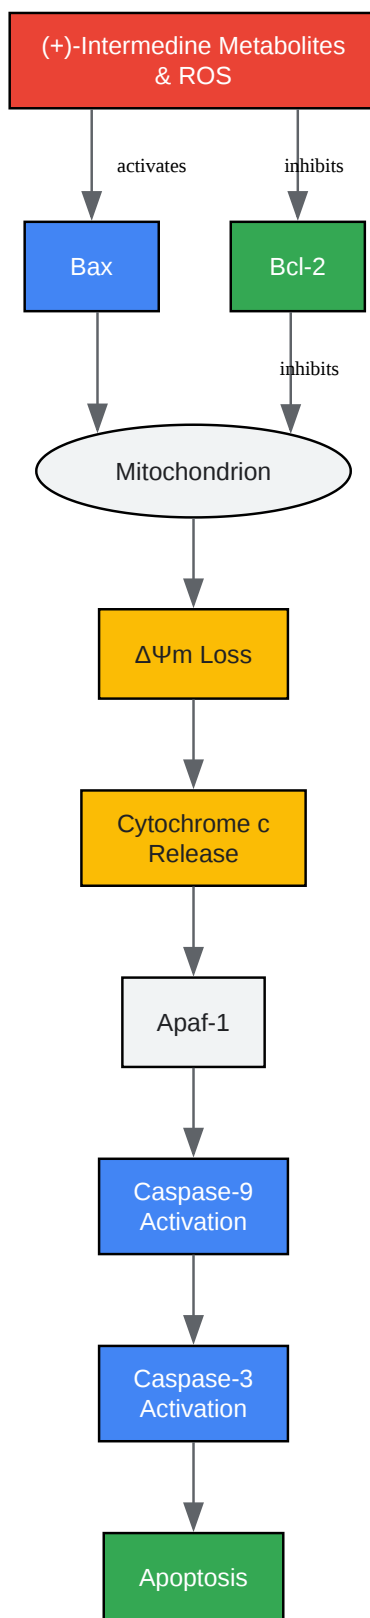 (+)-Intermedine Metabolites
& ROS
activates
inhibits
Bax
Bcl-2
inhibits
Mitochondrion
ΔΨm Loss
Cytochrome c
Release
Apaf-1
Caspase-9
Activation
Caspase-3
Activation
Apoptosis